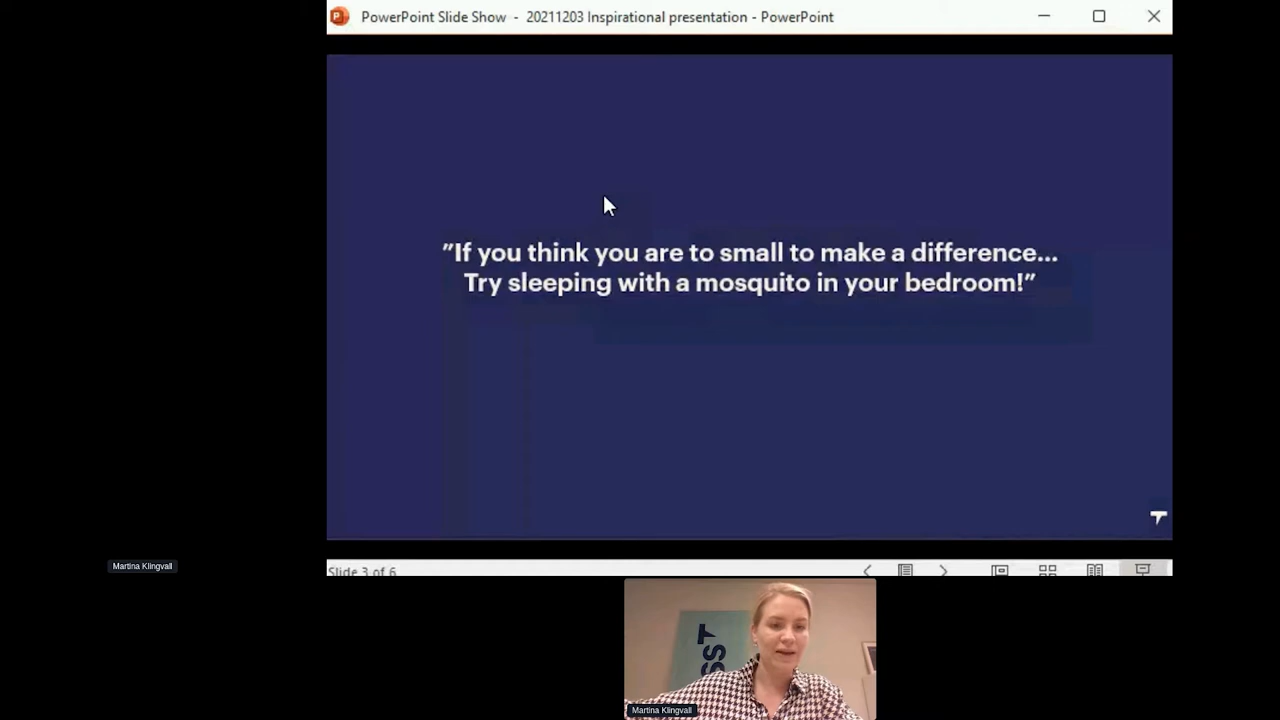 PowerPoint Slide Show - 20211203 Inspirational presentation - PowerPoint
”If you think you are to small to make a difference...
Try sleeping with a mosquito in your bedroom!”
Martina Klingvall
Slide 3 of 6
SST
Martina Klingvall